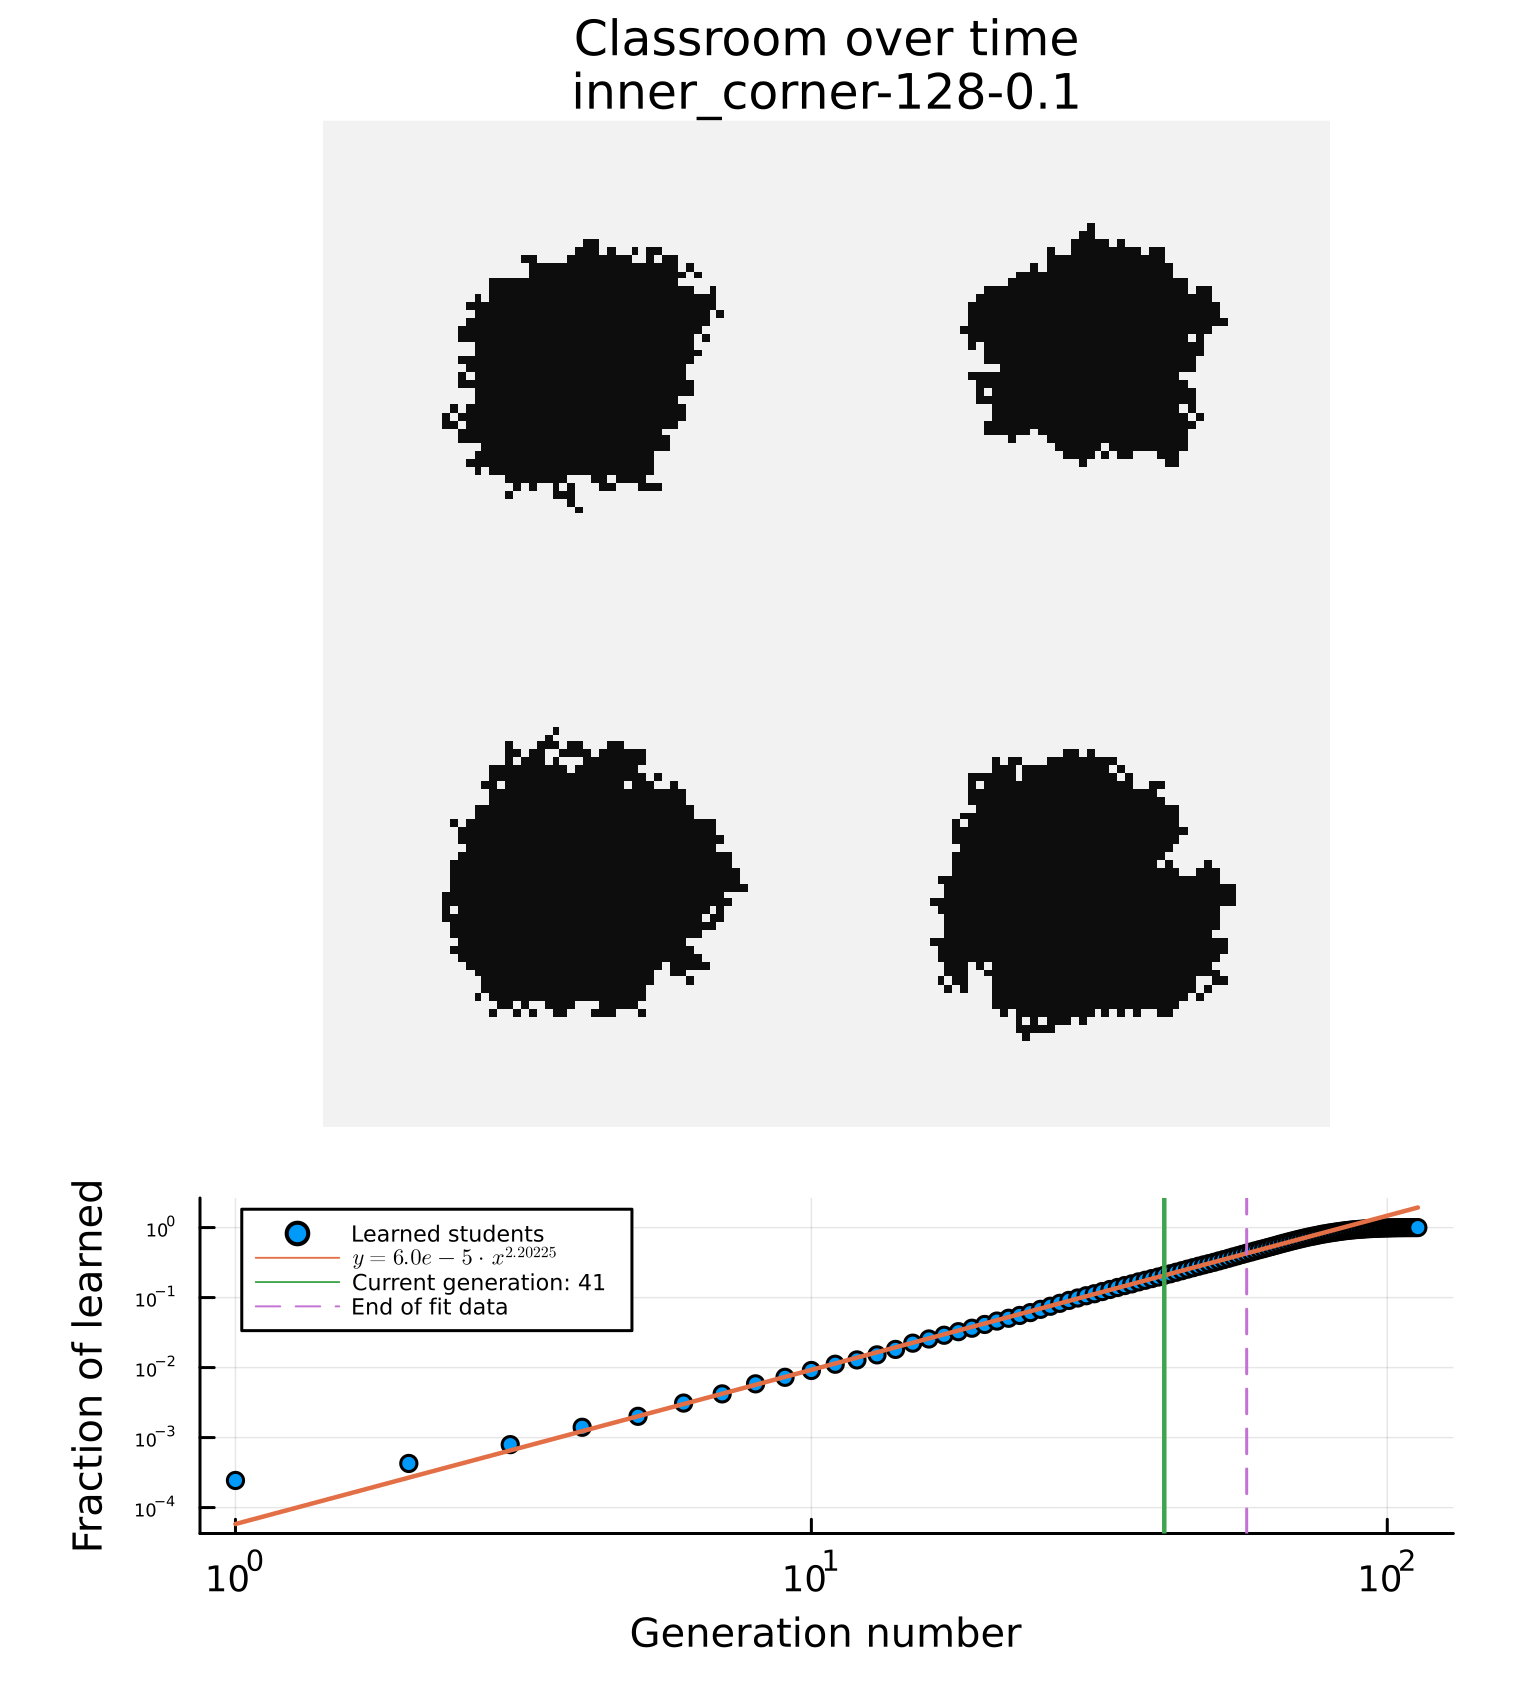 Classroom over time
inner_corner-128-0.1
Fraction of learned
10^0
10^-1
10^-2
10^-3
10^-4
Learned students
y = 6.0e − 5 · x^2.20225
Current generation: 41
End of fit data
10^0
10^1
10^2
Generation number